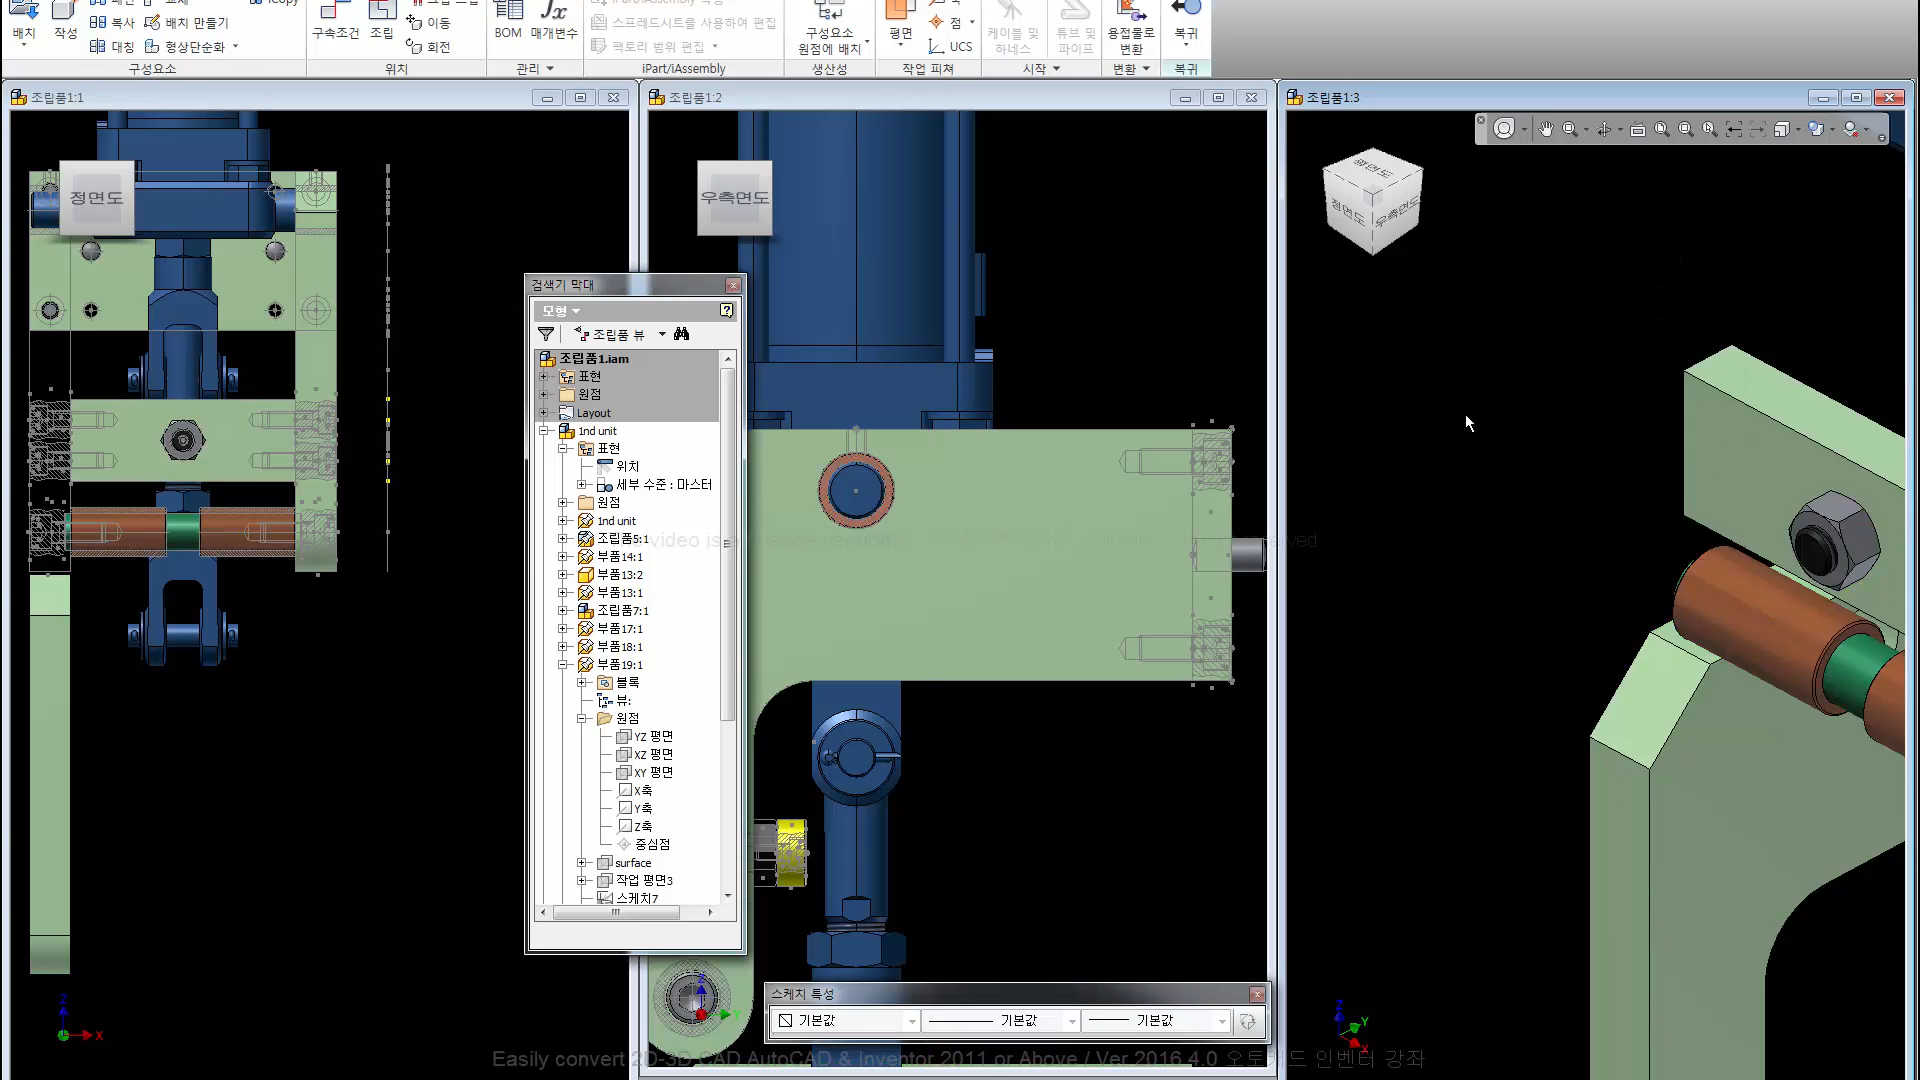 iCopy
배치
작성
복사
배치 만들기
대칭
형상단순화
구성요소
구속조건
조립
이동
회전
위치
BOM
매개변수
관리
스프레드시트를 사용하여 편집
팩토리 범위 편집
iPart/iAssembly
구성요소
원점에 배치
생산성
평면
점
UCS
작업 피쳐
케이블 및
하네스
튜브 및
파이프
시작
용접물로
변환
변환
복귀
복귀
조립품1:1
조립품1:2
조립품1:3
정면도
우측면도
정면도
우측면도
검색기 막대
모형
조립품 뷰
조립품1.iam
표현
원점
Layout
1nd unit
표현
위치
세부 수준 : 마스터
원점
1nd unit
조립품5:1
부품14:1
부품13:2
부품13:1
조립품7:1
부품17:1
부품18:1
부품19:1
블록
뷰:
원점
YZ 평면
XZ 평면
XY 평면
X축
Y축
Z축
중심점
surface
작업 평면3
스케치7
스케치 특성
기본값
기본값
기본값
Z
X
Z
Y
Z
Y
X
Easily convert 2D-3D CAD AutoCAD & Inventor 2011 or Above / Ver 2016 4.0 오토캐드 인벤터 강좌